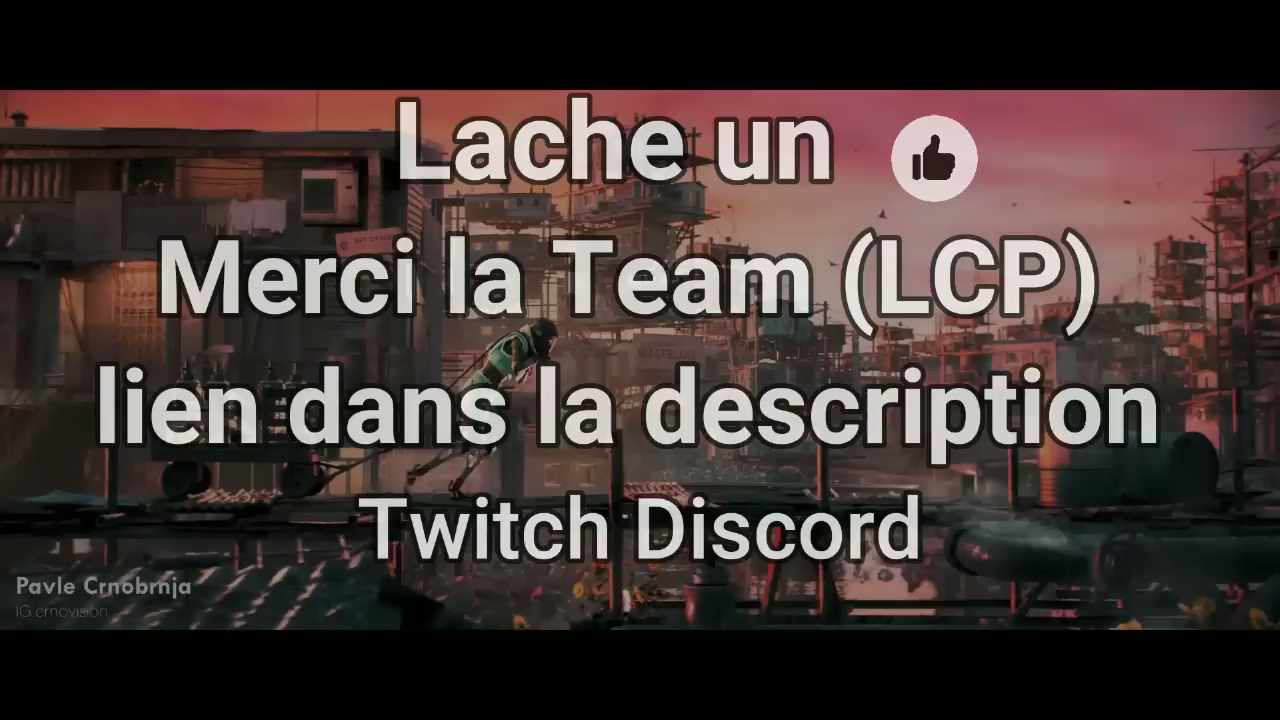 Lache un
Merci la Team (LCP)
lien dans la description
Twitch Discord
Pavle Crnobrnja
IG crnovision